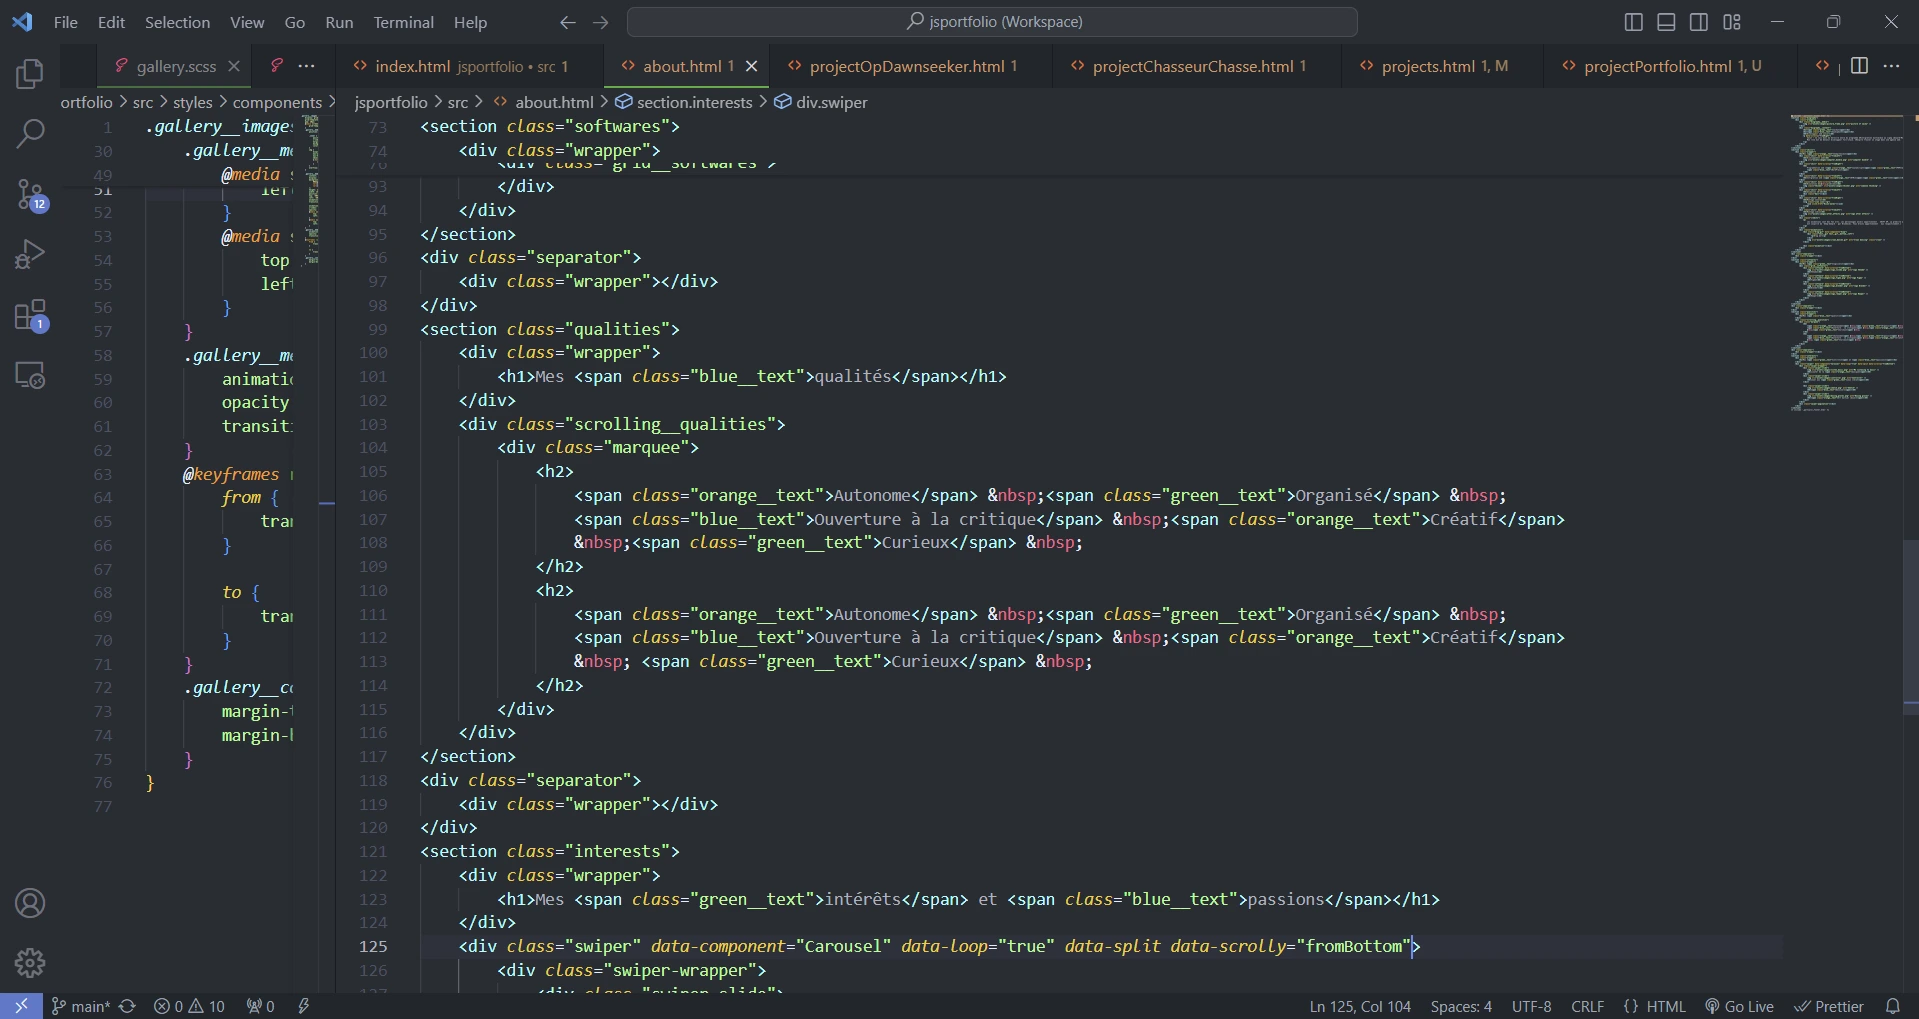 File Edit Selection View Go Run Terminal Help
jsportfolio (Workspace)
gallery.scss
index.html jsportfolio • src 1
about.html 1
projectOpDawnseeker.html 1
projectChasseurChasse.html 1
projects.html 1, M
projectPortfolio.html 1, U
ortfolio > src > styles > components >
jsportfolio > src > about.html > section.interests > div.swiper
12
1
1 .gallery__image
30 .gallery__m
49 @media
51 lef
52 }
53 @media
54 top
55 lef
56 }
57 }
58 .gallery__m
59 animati
60 opacity
61 transit
62 }
63 @keyframes
64 from {
65 tra
66 }
67
68 to {
69 tra
70 }
71 }
72 .gallery__c
73 margin-
74 margin-
75 }
76 }
77
73 <section class="softwares">
74 <div class="wrapper">
76 <div class="grid__softwares">
93 </div>
94 </div>
95 </section>
96 <div class="separator">
97 <div class="wrapper"></div>
98 </div>
99 <section class="qualities">
100 <div class="wrapper">
101 <h1>Mes <span class="blue__text">qualités</span></h1>
102 </div>
103 <div class="scrolling__qualities">
104 <div class="marquee">
105 <h2>
106 <span class="orange__text">Autonome</span> &nbsp;<span class="green__text">Organisé</span> &nbsp;
107 <span class="blue__text">Ouverture à la critique</span> &nbsp;<span class="orange__text">Créatif</span>
108 &nbsp;<span class="green__text">Curieux</span> &nbsp;
109 </h2>
110 <h2>
111 <span class="orange__text">Autonome</span> &nbsp;<span class="green__text">Organisé</span> &nbsp;
112 <span class="blue__text">Ouverture à la critique</span> &nbsp;<span class="orange__text">Créatif</span>
113 &nbsp; <span class="green__text">Curieux</span> &nbsp;
114 </h2>
115 </div>
116 </div>
117 </section>
118 <div class="separator">
119 <div class="wrapper"></div>
120 </div>
121 <section class="interests">
122 <div class="wrapper">
123 <h1>Mes <span class="green__text">intérêts</span> et <span class="blue__text">passions</span></h1>
124 </div>
125 <div class="swiper" data-component="Carousel" data-loop="true" data-split data-scrolly="fromBottom">
126 <div class="swiper-wrapper">
127 <div class="swiper-slide">
main* 0 10 0
Ln 125, Col 104 Spaces: 4 UTF-8 CRLF {} HTML Go Live Prettier